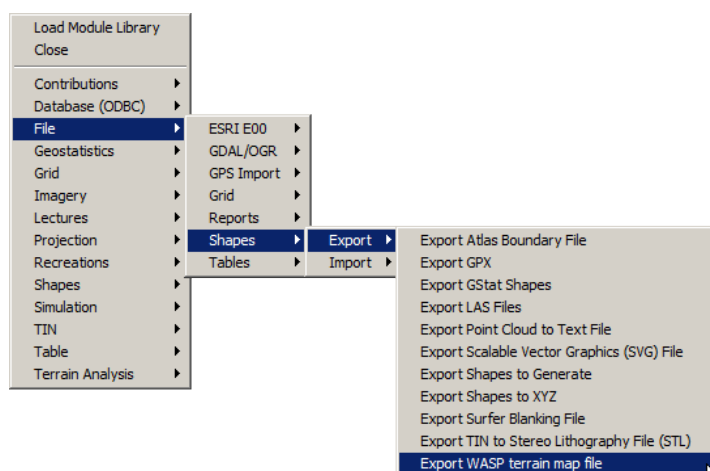 Load Module Library
Close
Contributions
Database (ODBC)
File
Geostatistics
Grid
Imagery
Lectures
Projection
Recreations
Shapes
Simulation
TIN
Table
Terrain Analysis
ESRI E00
GDAL/OGR
GPS Import
Grid
Reports
Shapes
Tables
Export
Import
Export Atlas Boundary File
Export GPX
Export GStat Shapes
Export LAS Files
Export Point Cloud to Text File
Export Scalable Vector Graphics (SVG) File
Export Shapes to Generate
Export Shapes to XYZ
Export Surfer Blanking File
Export TIN to Stereo Lithography File (STL)
Export WASP terrain map file